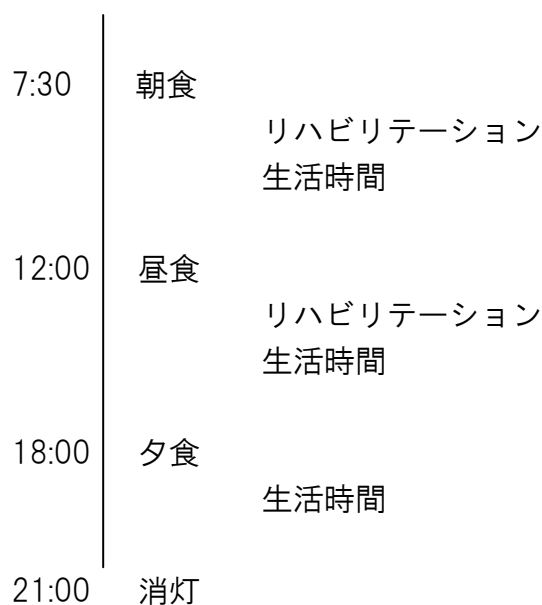 7:30 朝食
リハビリテーション
生活時間
12:00 昼食
リハビリテーション
生活時間
18:00 夕食
生活時間
21:00 消灯